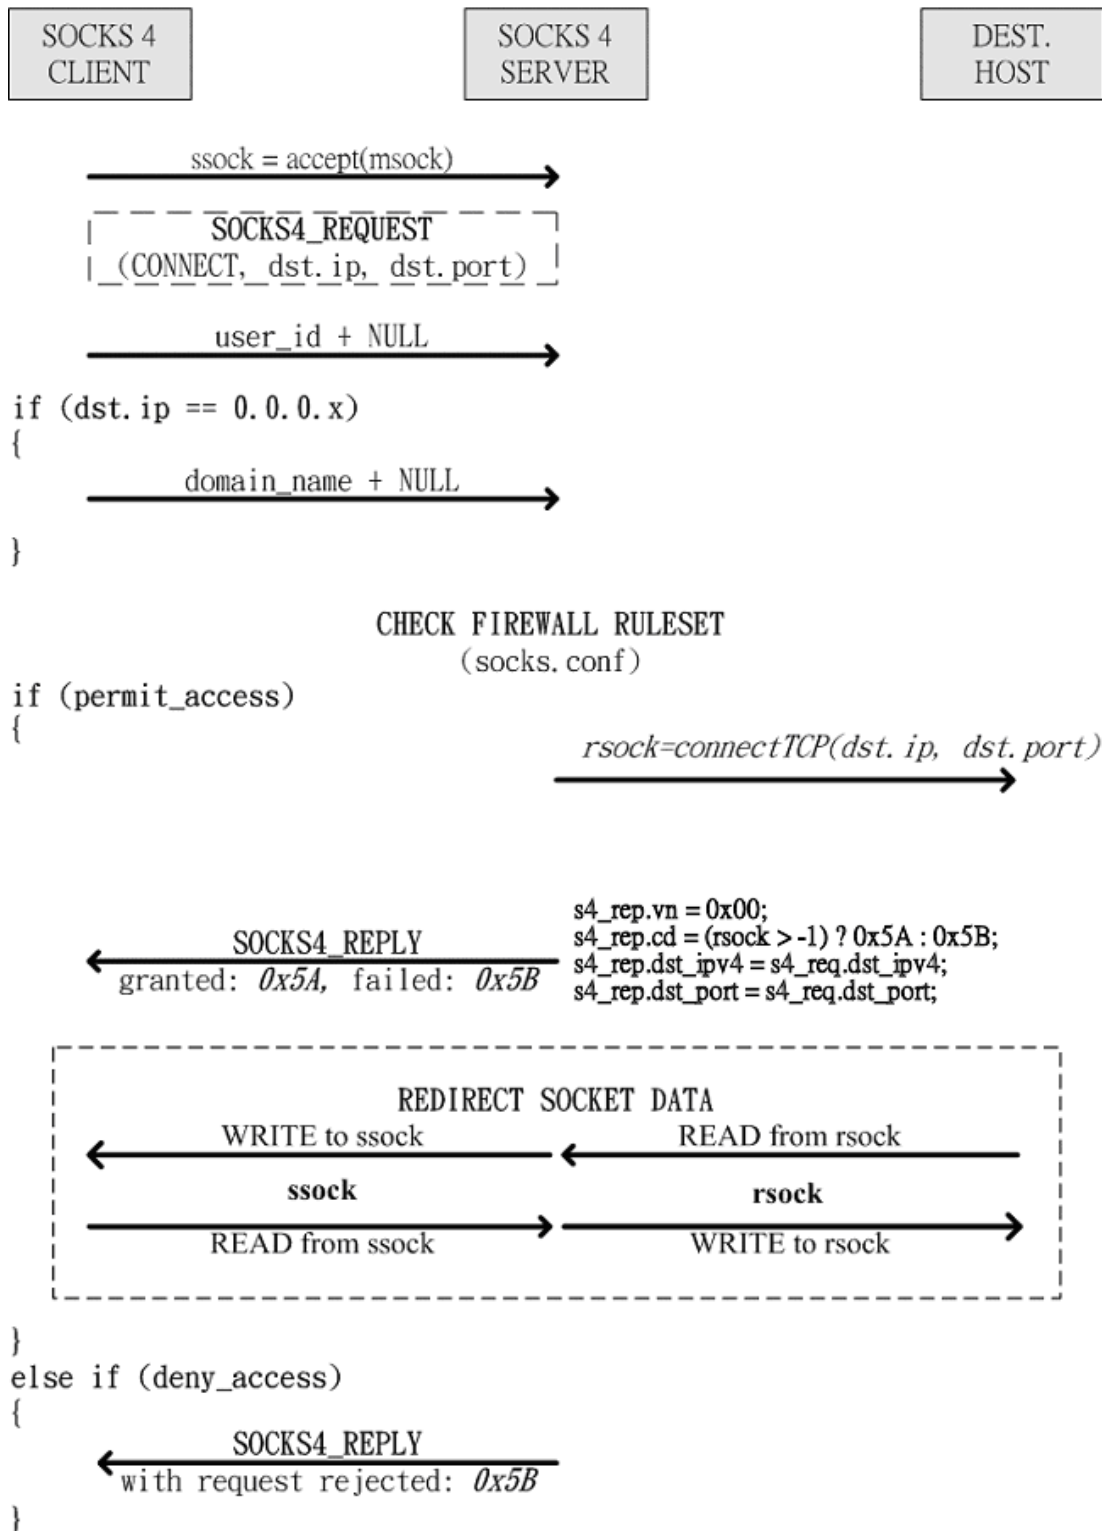 SOCKS 4
CLIENT
SOCKS 4
SERVER
DEST.
HOST
ssock = accept(msock)
SOCKS4_REQUEST
(CONNECT, dst.ip, dst.port)
user_id + NULL
if (dst.ip == 0.0.0.x)
{
domain_name + NULL
}
CHECK FIREWALL RULESET
(socks.conf)
if (permit_access)
{
rsock=connectTCP(dst.ip, dst.port)
s4_rep.vn = 0x00;
s4_rep.cd = (rsock > -1) ? 0x5A : 0x5B;
s4_rep.dst_ipv4 = s4_req.dst_ipv4;
s4_rep.dst_port = s4_req.dst_port;
SOCKS4_REPLY
granted: 0x5A, failed: 0x5B
REDIRECT SOCKET DATA
WRITE to ssock
READ from rsock
ssock
rsock
READ from ssock
WRITE to rsock
}
else if (deny_access)
{
SOCKS4_REPLY
with request rejected: 0x5B
}